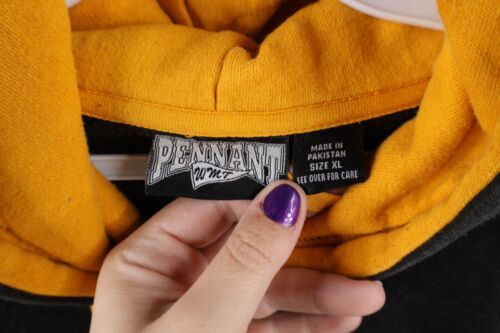 PENNANT
WMT
MADE IN
PAKISTAN
SIZE XL
SEE OVER FOR CARE